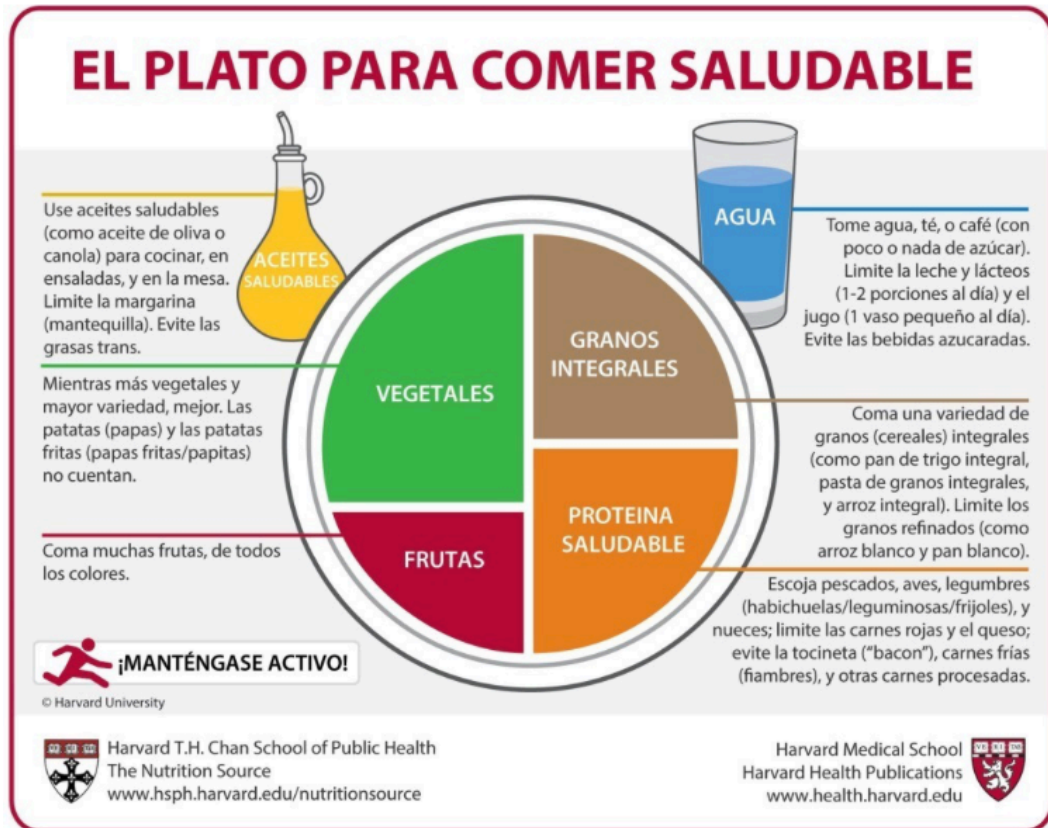 EL PLATO PARA COMER SALUDABLE
Use aceites saludables
(como aceite de oliva o
canola) para cocinar, en
ensaladas, y en la mesa.
Limite la margarina
(mantequilla). Evite las
grasas trans.
ACEITES
SALUDABLES
AGUA
Tome agua, té, o café (con
poco o nada de azúcar).
Limite la leche y lácteos
(1-2 porciones al día) y el
jugo (1 vaso pequeño al día).
Evite las bebidas azucaradas.
Mientras más vegetales y
mayor variedad, mejor. Las
patatas (papas) y las patatas
fritas (papas fritas/papitas)
no cuentan.
VEGETALES
GRANOS
INTEGRALES
Coma una variedad de
granos (cereales) integrales
(como pan de trigo integral,
pasta de granos integrales,
y arroz integral). Limite los
granos refinados (como
arroz blanco y pan blanco).
Coma muchas frutas, de todos
los colores.
FRUTAS
PROTEINA
SALUDABLE
Escoja pescados, aves, legumbres
(habichuelas/leguminosas/frijoles), y
nueces; limite las carnes rojas y el queso;
evite la tocineta ("bacon"), carnes frías
(fiambres), y otras carnes procesadas.
¡MANTÉNGASE ACTIVO!
© Harvard University
Harvard T.H. Chan School of Public Health
The Nutrition Source
www.hsph.harvard.edu/nutritionsource
Harvard Medical School
Harvard Health Publications
www.health.harvard.edu